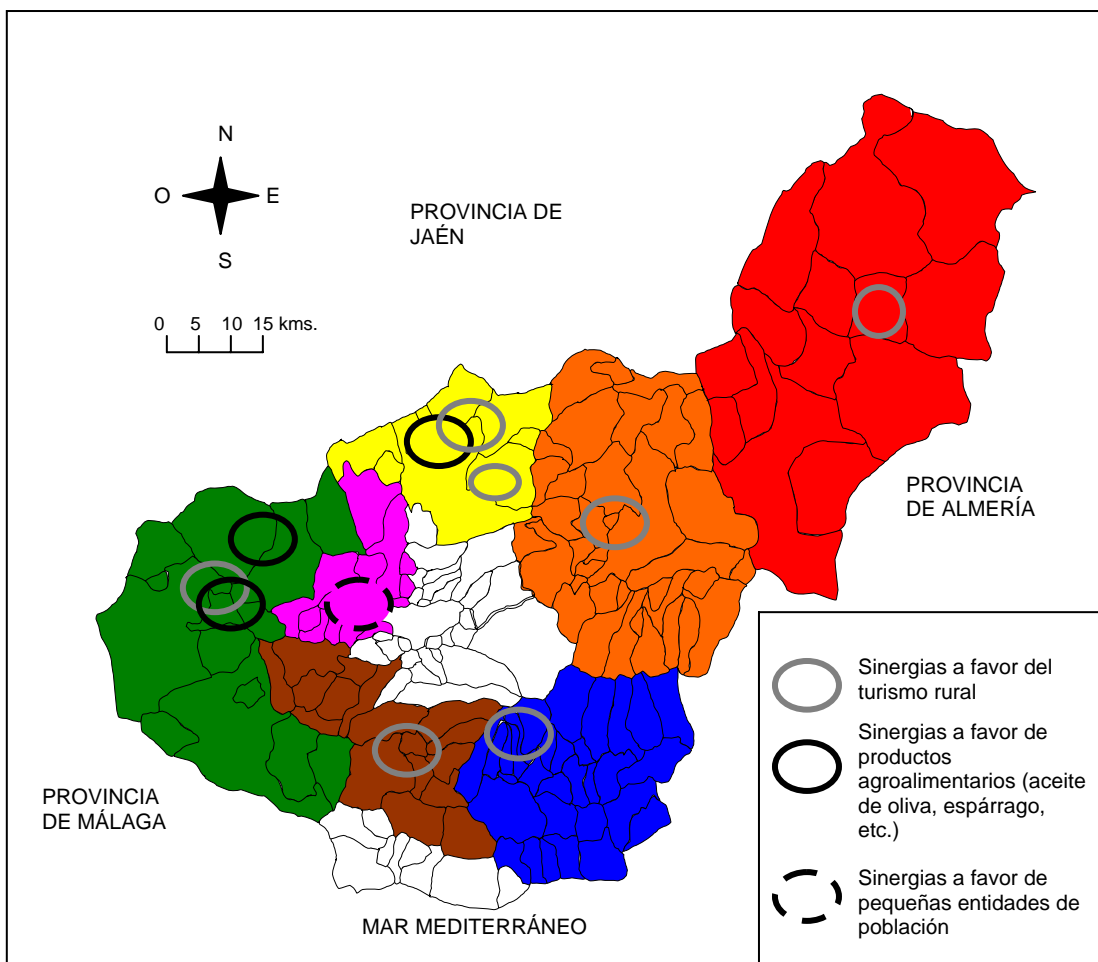 N
O
E
S
0 5 10 15 kms.
PROVINCIA DE
JAÉN
PROVINCIA
DE ALMERÍA
PROVINCIA
DE MÁLAGA
MAR MEDITERRÁNEO
Sinergias a favor del
turismo rural
Sinergias a favor de
productos
agroalimentarios (aceite
de oliva, espárrago,
etc.)
Sinergias a favor de
pequeñas entidades de
población